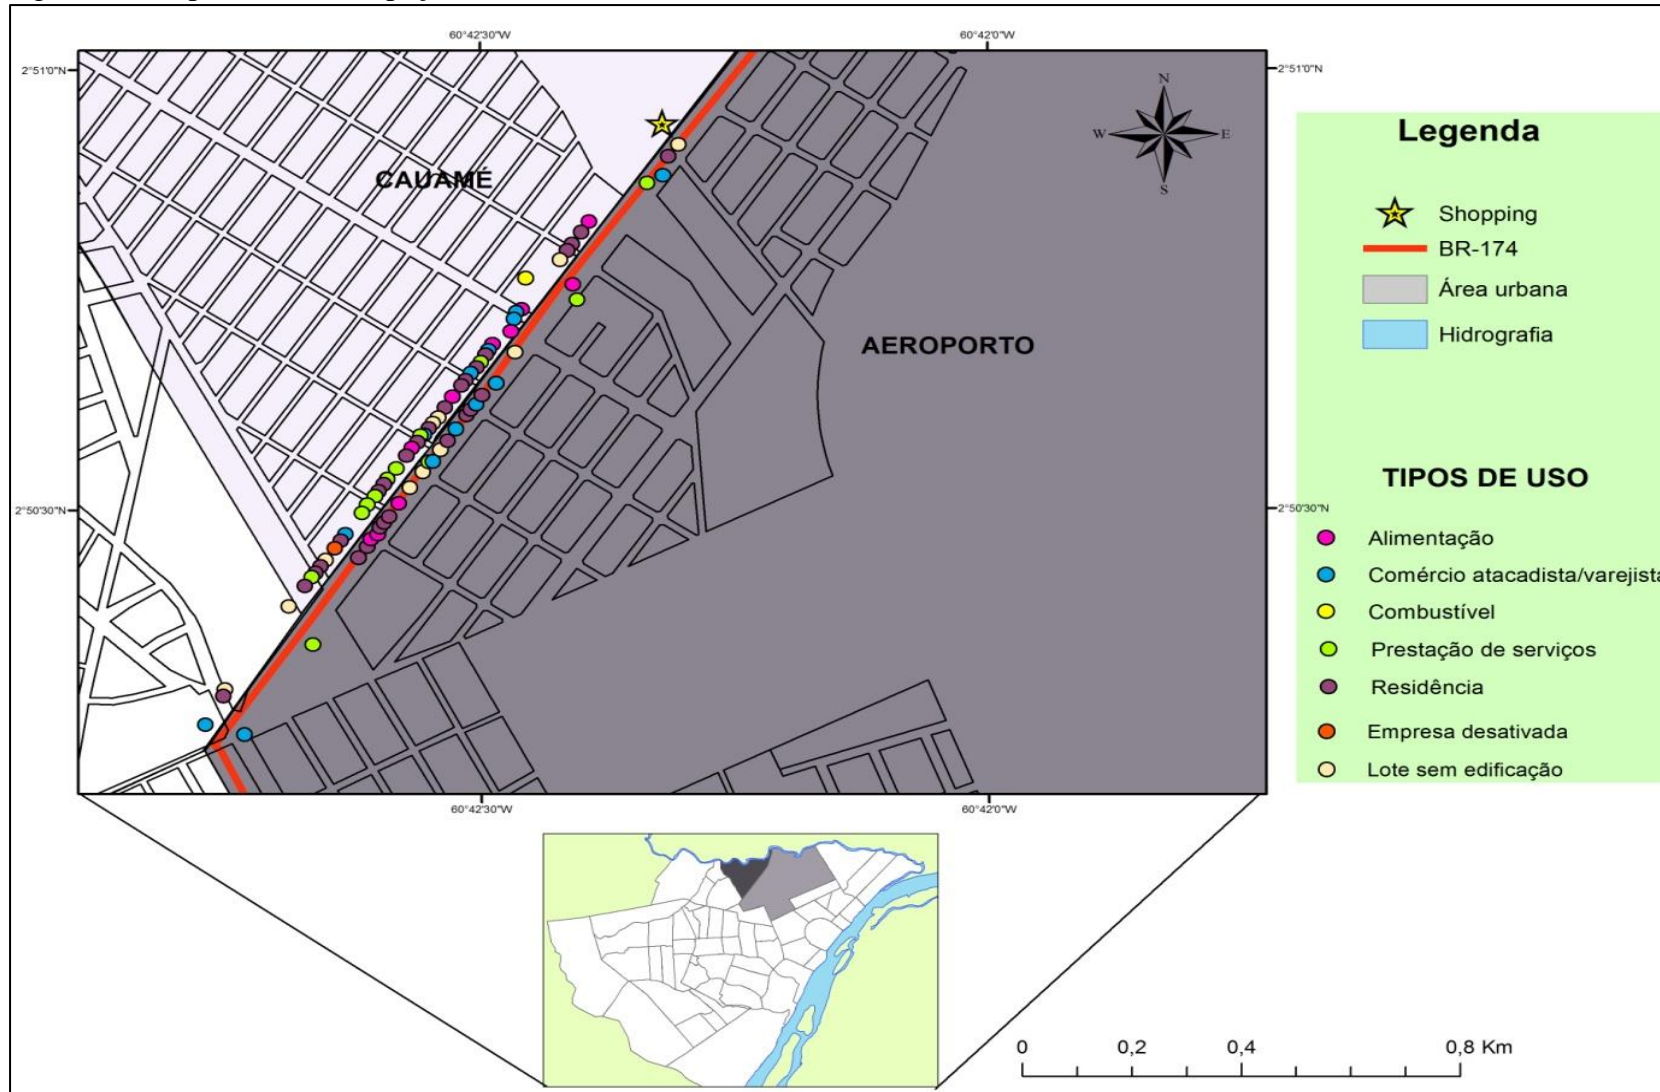 60°42'30"W
60°42'0"W
2°51'0"N
2°51'0"N
N
W
E
S
CAUAMÉ
AEROPORTO
2°50'30"N
2°50'30"N
60°42'30"W
60°42'0"W
Legenda
Shopping
BR-174
Área urbana
Hidrografia
TIPOS DE USO
Alimentação
Comércio atacadista/varejista
Combustível
Prestação de serviços
Residência
Empresa desativada
Lote sem edificação
0 0,2 0,4 0,8 Km